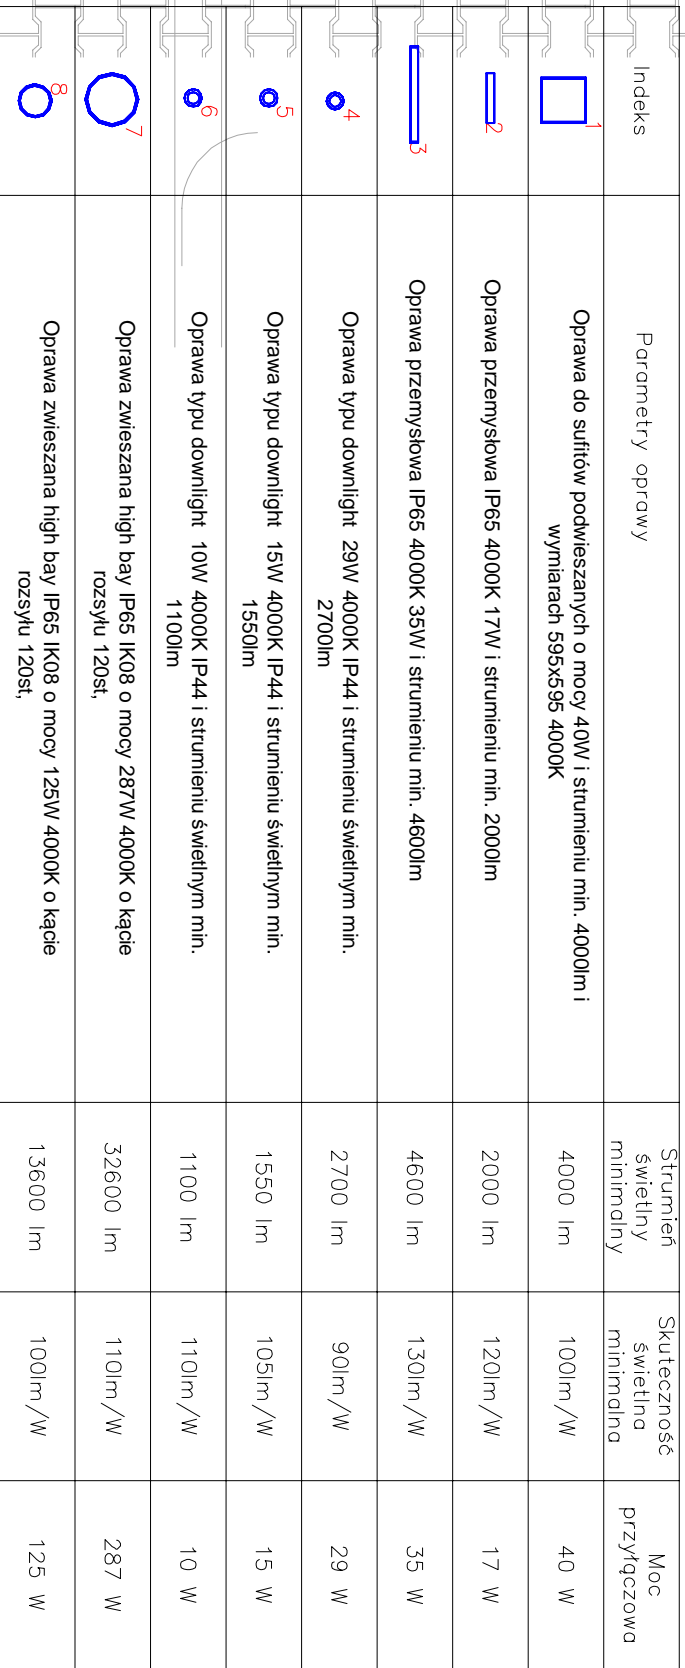 Indeks
Parametry oprawy
Strumień
świetlny
minimalny
Skuteczność
świetlna
minimalna
Moc
przyłączowa
1
Oprawa do sufitów podwieszanych o mocy 40W i strumieniu min. 4000lm i
wymiarach 595x595 4000K
4000 lm
100lm/W
40 W
2
Oprawa przemysłowa IP65 4000K 17W i strumieniu min. 2000lm
2000 lm
120lm/W
17 W
3
Oprawa przemysłowa IP65 4000K 35W i strumieniu min. 4600lm
4600 lm
130lm/W
35 W
4
Oprawa typu downlight 29W 4000K IP44 i strumieniu świetlnym min.
2700lm
2700 lm
90lm/W
29 W
5
Oprawa typu downlight 15W 4000K IP44 i strumieniu świetlnym min.
1550lm
1550 lm
105lm/W
15 W
6
Oprawa typu downlight 10W 4000K IP44 i strumieniu świetlnym min.
1100lm
1100 lm
110lm/W
10 W
7
Oprawa zwieszana high bay IP65 IK08 o mocy 287W 4000K o kącie
rozsyłu 120st,
32600 lm
110lm/W
287 W
8
Oprawa zwieszana high bay IP65 IK08 o mocy 125W 4000K o kącie
rozsyłu 120st,
13600 lm
100lm/W
125 W